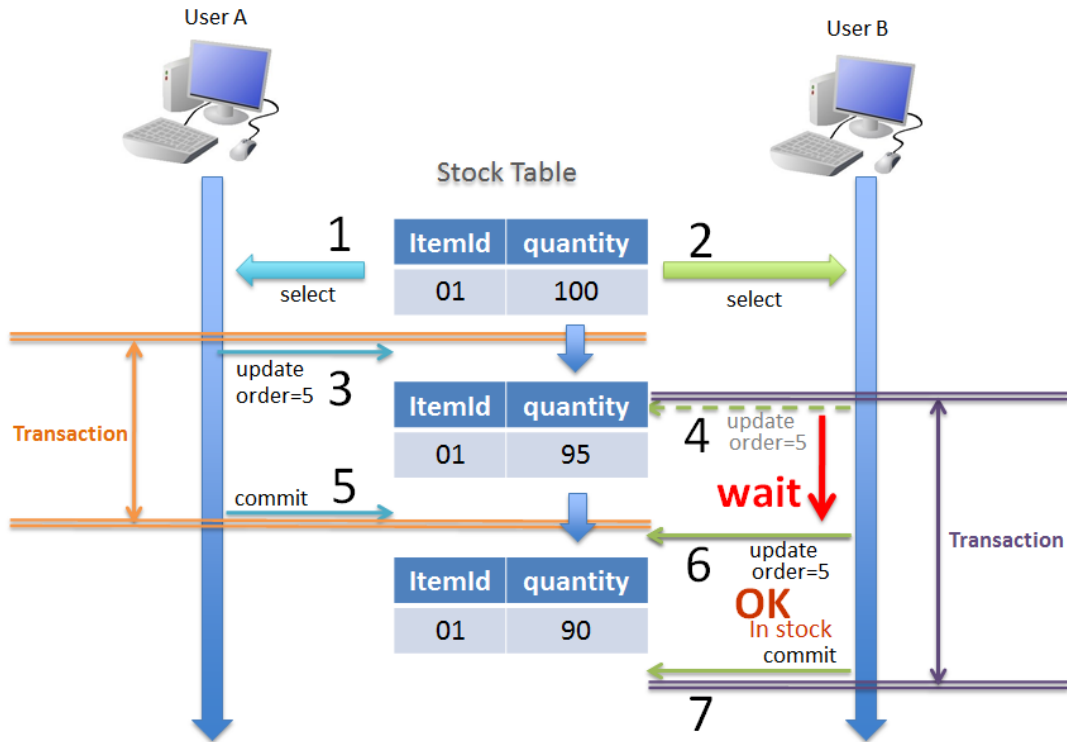 User A
User B
Stock Table
1
ItemId quantity
2
01 100
select
select
update
order=5
3
ItemId quantity
Transaction
01 95
4
update
order=5
wait
commit
5
6
update
order=5
Transaction
ItemId quantity
01 90
OK
In stock
commit
7